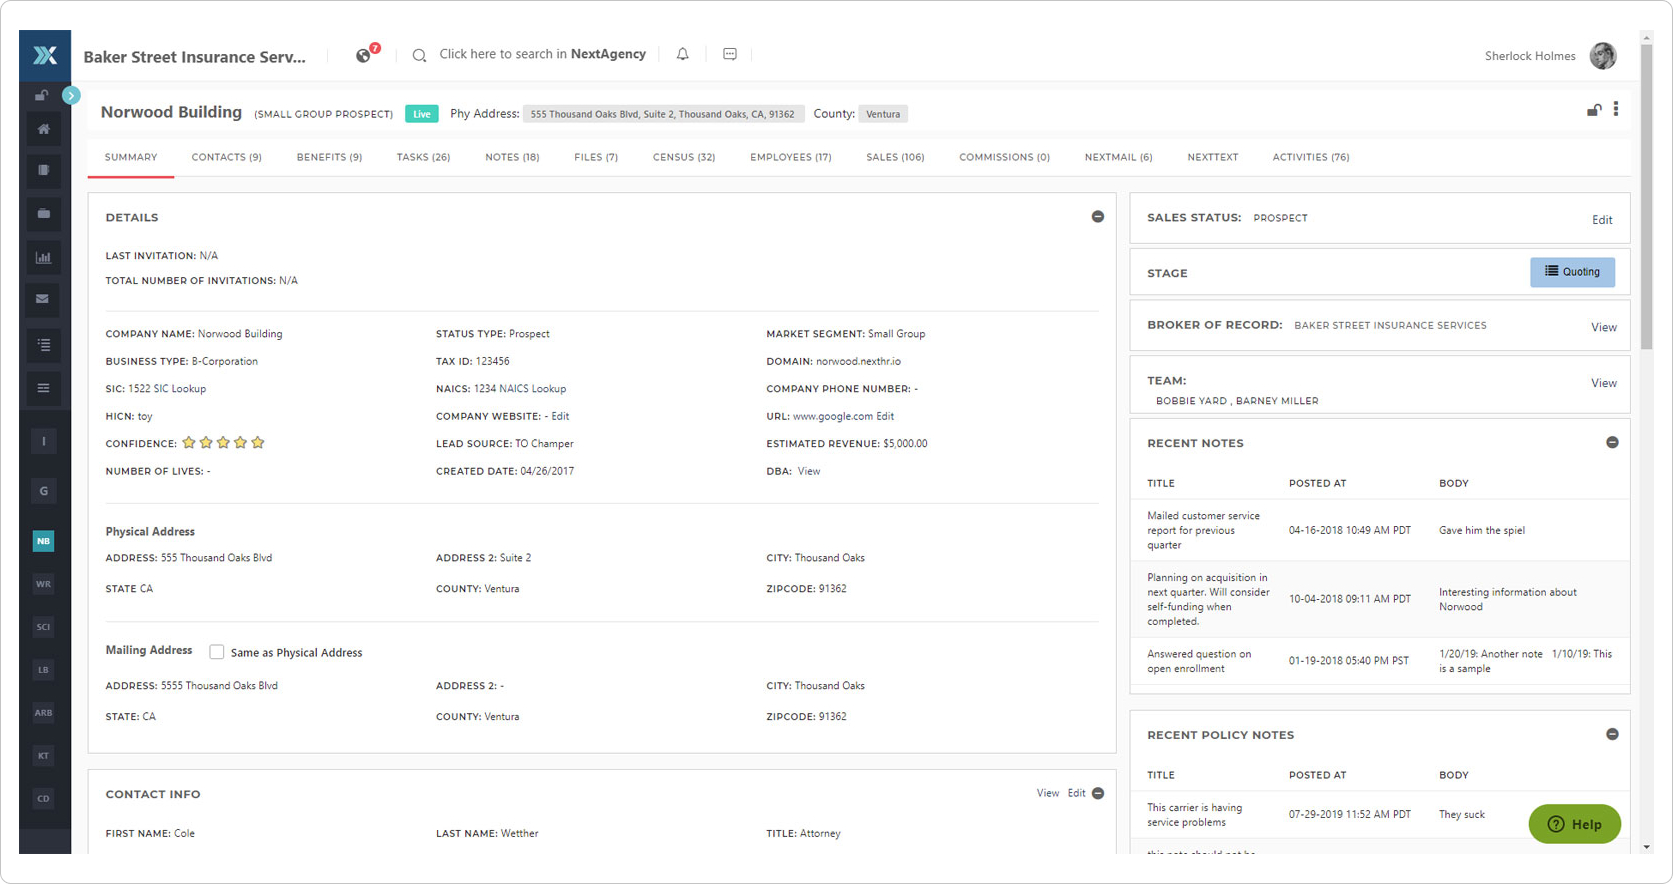 Baker Street Insurance Serv...
7
Click here to search in NextAgency
Sherlock Holmes
Norwood Building (SMALL GROUP PROSPECT) Live Phy Address: 555 Thousand Oaks Blvd, Suite 2, Thousand Oaks, CA, 91362 County: Ventura
SUMMARY CONTACTS (9) BENEFITS (9) TASKS (26) NOTES (18) FILES (7) CENSUS (32) EMPLOYEES (17) SALES (106) COMMISSIONS (0) NEXTMAIL (6) NEXTTEXT ACTIVITIES (76)
DETAILS
LAST INVITATION: N/A
TOTAL NUMBER OF INVITATIONS: N/A
COMPANY NAME: Norwood Building STATUS TYPE: Prospect MARKET SEGMENT: Small Group
BUSINESS TYPE: B-Corporation TAX ID: 123456 DOMAIN: norwood.nexthr.io
SIC: 1522 SIC Lookup NAICS: 1234 NAICS Lookup COMPANY PHONE NUMBER: -
HICN: toy COMPANY WEBSITE: - Edit URL: www.google.com Edit
CONFIDENCE: LEAD SOURCE: TO Champer ESTIMATED REVENUE: $5,000.00
NUMBER OF LIVES: - CREATED DATE: 04/26/2017 DBA: View
Physical Address
ADDRESS: 555 Thousand Oaks Blvd ADDRESS 2: Suite 2 CITY: Thousand Oaks
STATE CA COUNTY: Ventura ZIPCODE: 91362
Mailing Address Same as Physical Address
ADDRESS: 5555 Thousand Oaks Blvd ADDRESS 2: - CITY: Thousand Oaks
STATE: CA COUNTY: Ventura ZIPCODE: 91362
CONTACT INFO View Edit
FIRST NAME: Cole LAST NAME: Wetther TITLE: Attorney
SALES STATUS: PROSPECT Edit
STAGE Quoting
BROKER OF RECORD: BAKER STREET INSURANCE SERVICES View
TEAM: View
BOBBIE YARD , BARNEY MILLER
RECENT NOTES
TITLE POSTED AT BODY
Mailed customer service
report for previous 04-16-2018 10:49 AM PDT Gave him the spiel
quarter
Planning on acquisition in
next quarter. Will consider 10-04-2018 09:11 AM PDT Interesting information about
self-funding when Norwood
completed.
Answered question on 01-19-2018 05:40 PM PST 1/20/19: Another note 1/10/19: This
open enrollment is a sample
RECENT POLICY NOTES
TITLE POSTED AT BODY
This carrier is having 07-29-2019 11:52 AM PDT They suck
service problems
this note should not be
Help
I
G
NB
WR
SCI
LB
ARB
KT
CD